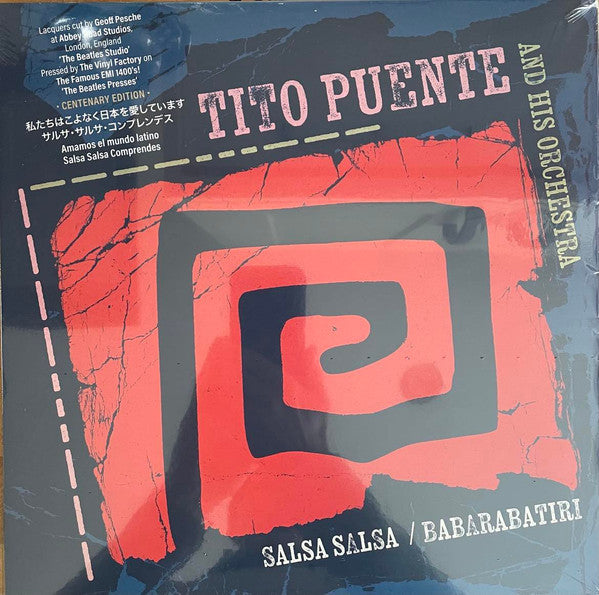 Lacquers cut by Geoff Pesche
at Abbey Road Studios,
London, England
'The Beatles Studio'
Pressed by The Vinyl Factory on
The Famous EMI 1400's!
'The Beatles Presses'
- CENTENARY EDITION -
私たちはこよなく日本を愛しています
サルサ・サルサ・コンプレンデス
Amamos el mundo latino
Salsa Salsa Comprendes
TITO PUENTE
AND HIS ORCHESTRA
SALSA SALSA / BABARABATIRI